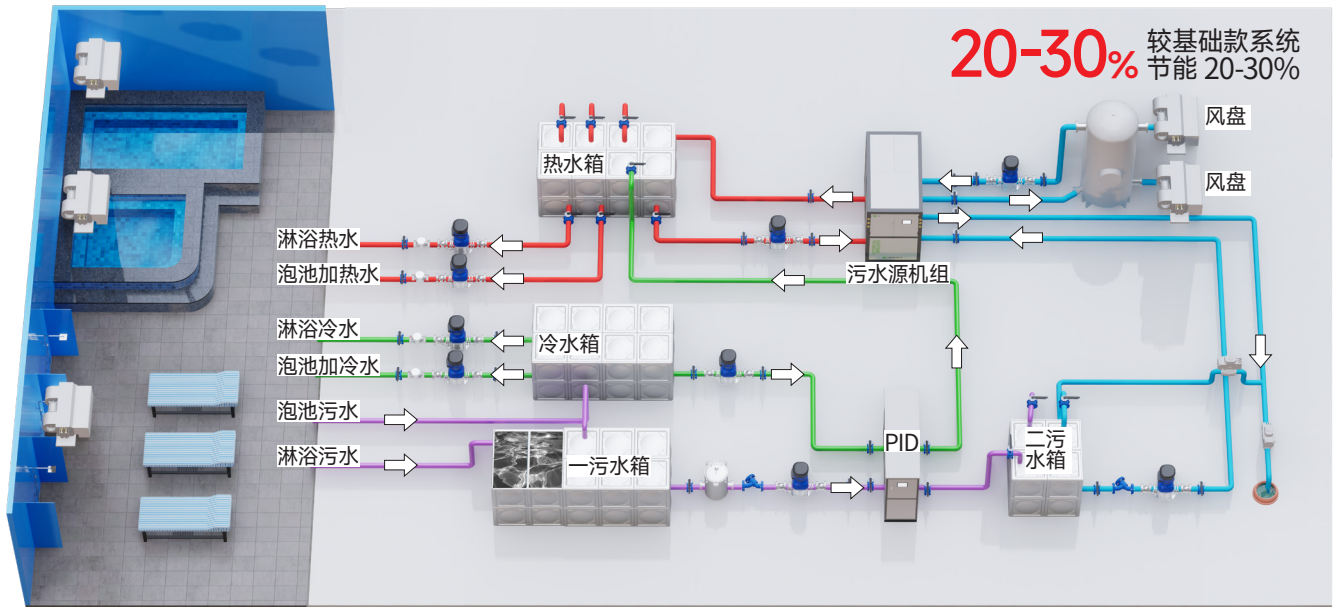 20-30%
较基础款系统
节能 20-30%
风盘
热水箱
风盘
淋浴热水
泡池加热水
污水源机组
淋浴冷水
冷水箱
泡池加冷水
泡池污水
PID
二污
水箱
淋浴污水
一污水箱